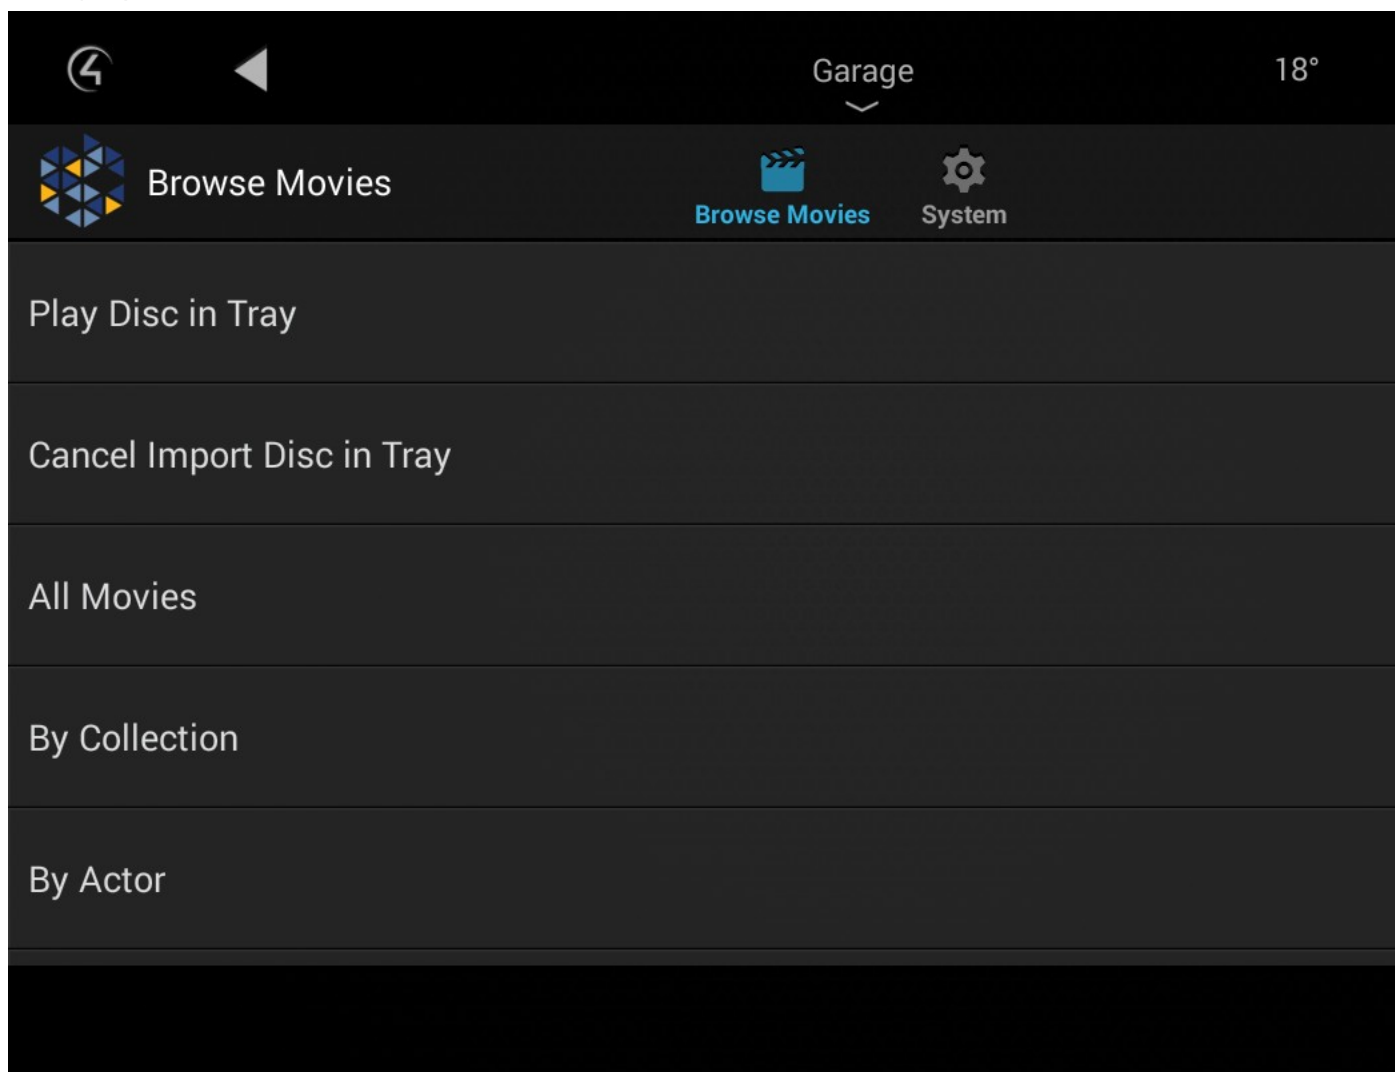 Garage
18°
Browse Movies
Browse Movies
System
Play Disc in Tray
Cancel Import Disc in Tray
All Movies
By Collection
By Actor